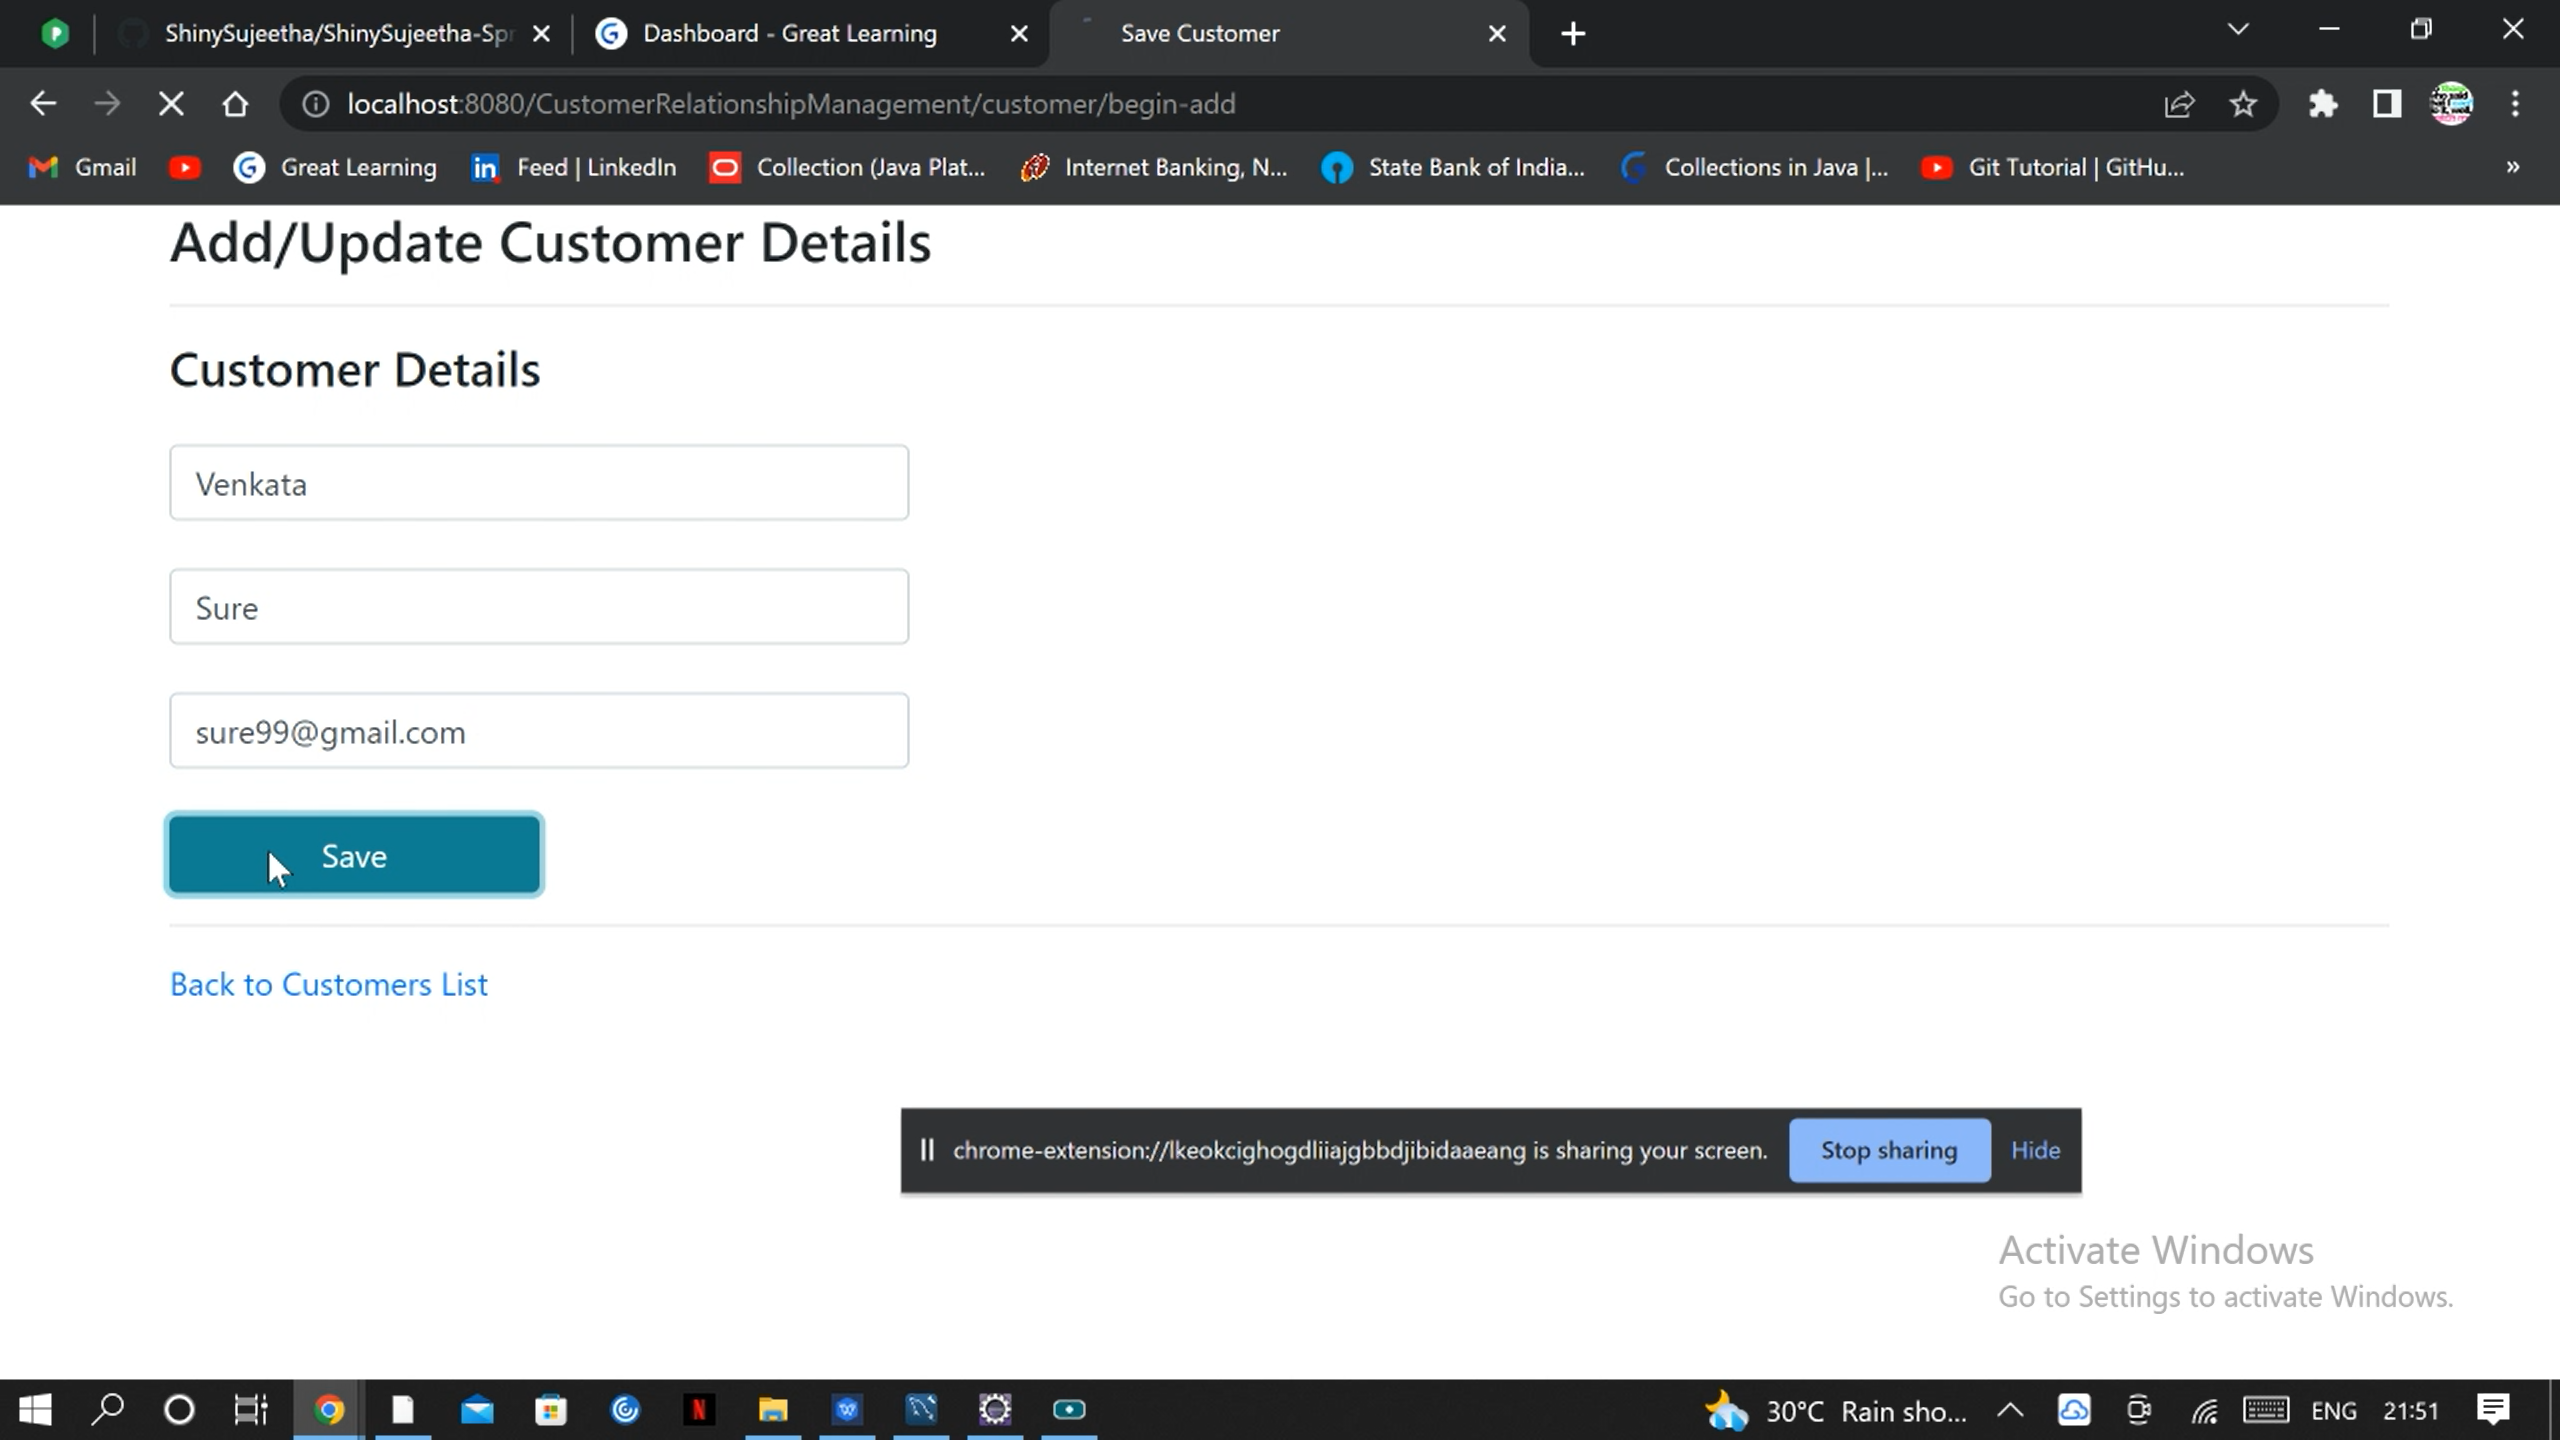 ShinySujeetha/ShinySujeetha-Spr
Dashboard - Great Learning
Save Customer
localhost:8080/CustomerRelationshipManagement/customer/begin-add
Gmail
Great Learning
Feed | LinkedIn
Collection (Java Plat...
Internet Banking, N...
State Bank of India...
Collections in Java |...
Git Tutorial | GitHu...
Add/Update Customer Details
Customer Details
Venkata
Sure
sure99@gmail.com
Save
Back to Customers List
chrome-extension://lkeokcighogdliiajgbbdjibidaaeang is sharing your screen.
Stop sharing
Hide
Activate Windows
Go to Settings to activate Windows.
30°C Rain sho...
ENG
21:51